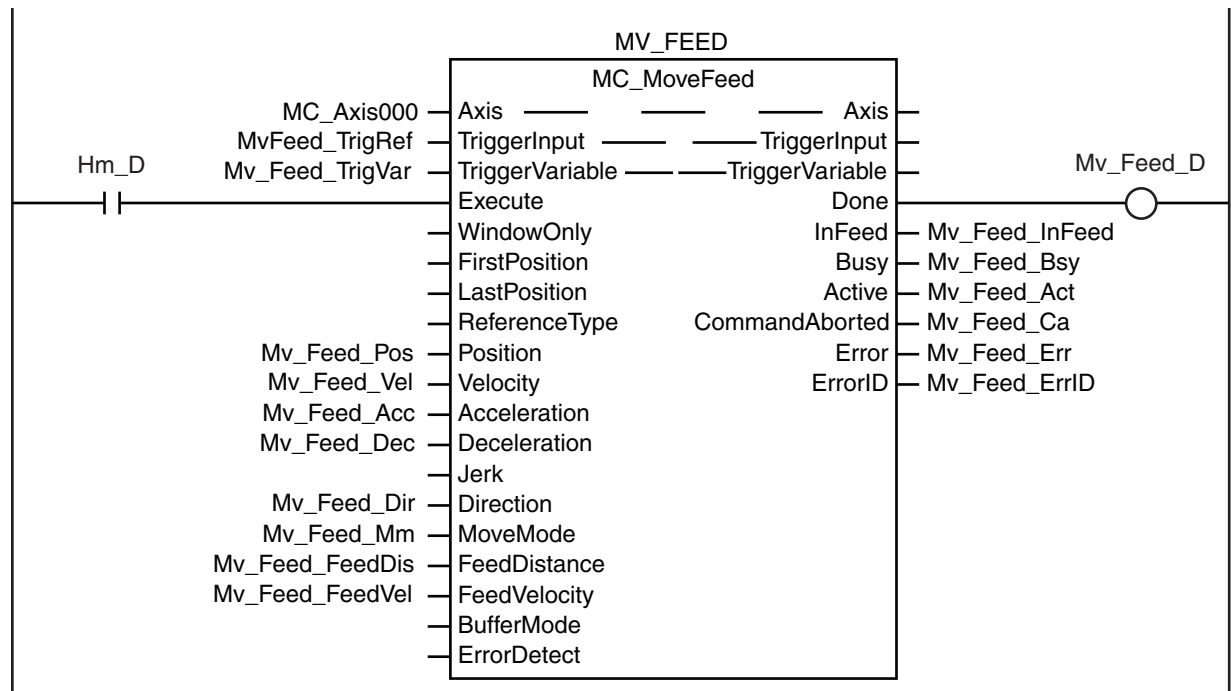 MV_FEED
MC_MoveFeed
MC_Axis000 Axis Axis
MvFeed_TrigRef TriggerInput TriggerInput
Hm_D Mv_Feed_TrigVar TriggerVariable TriggerVariable Mv_Feed_D
Execute Done
WindowOnly InFeed Mv_Feed_InFeed
FirstPosition Busy Mv_Feed_Bsy
LastPosition Active Mv_Feed_Act
ReferenceType CommandAborted Mv_Feed_Ca
Mv_Feed_Pos Position Error Mv_Feed_Err
Mv_Feed_Vel Velocity ErrorID Mv_Feed_ErrID
Mv_Feed_Acc Acceleration
Mv_Feed_Dec Deceleration
Jerk
Mv_Feed_Dir Direction
Mv_Feed_Mm MoveMode
Mv_Feed_FeedDis FeedDistance
Mv_Feed_FeedVel FeedVelocity
BufferMode
ErrorDetect